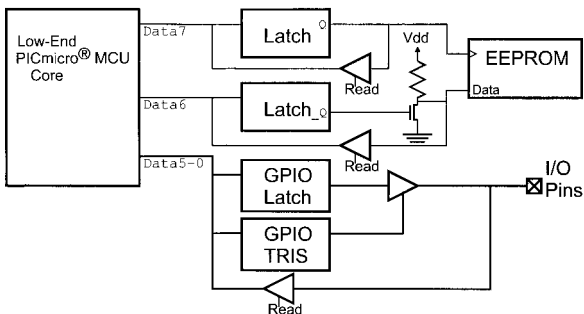 Low-End
PICmicro® MCU
Core
Data7
Latch
Q
Read
Vdd
EEPROM
Data
Data6
Latch
_Q
Read
Data5-0
GPIO
Latch
I/O
Pins
GPIO
TRIS
Read